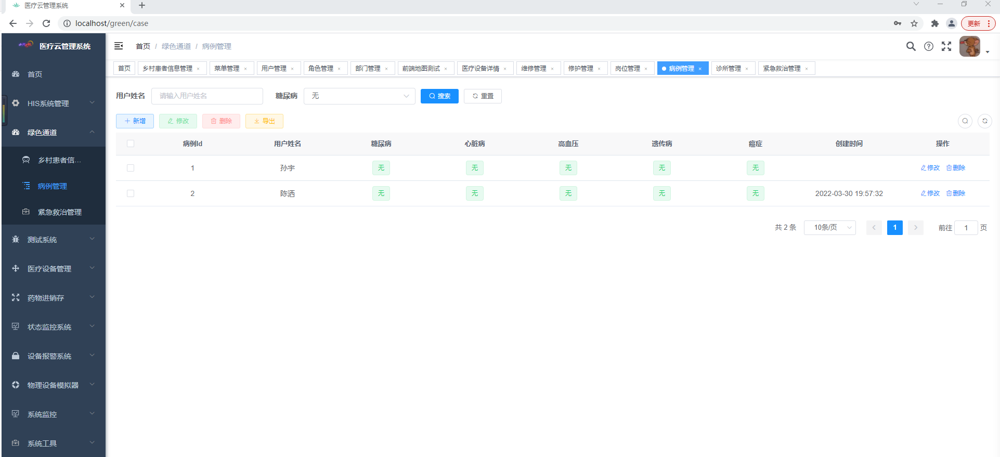 医疗云管理系统
localhost/green/case
更新
医疗云管理系统
首页 / 绿色通道 / 病例管理
首页
HIS系统管理
绿色通道
乡村患者信...
病例管理
紧急救治管理
测试系统
医疗设备管理
药物进销存
状态监控系统
设备报警系统
物理设备模拟器
系统监控
系统工具
首页 乡村患者信息管理 × 菜单管理 × 用户管理 × 角色管理 × 部门管理 × 前端地图测试 × 医疗设备详情 × 维修管理 × 修护管理 × 岗位管理 × 病例管理 × 诊所管理 × 紧急救治管理 ×
用户姓名 请输入用户姓名 糖尿病 无 搜索 重置
新增 修改 删除 导出
病例Id 用户姓名 糖尿病 心脏病 高血压 遗传病 癌症 创建时间 操作
1 孙宇 无 无 无 无 无 修改 删除
2 陈洒 无 无 无 无 无 2022-03-30 19:57:32 修改 删除
共 2 条 10条/页 1 前往 1 页